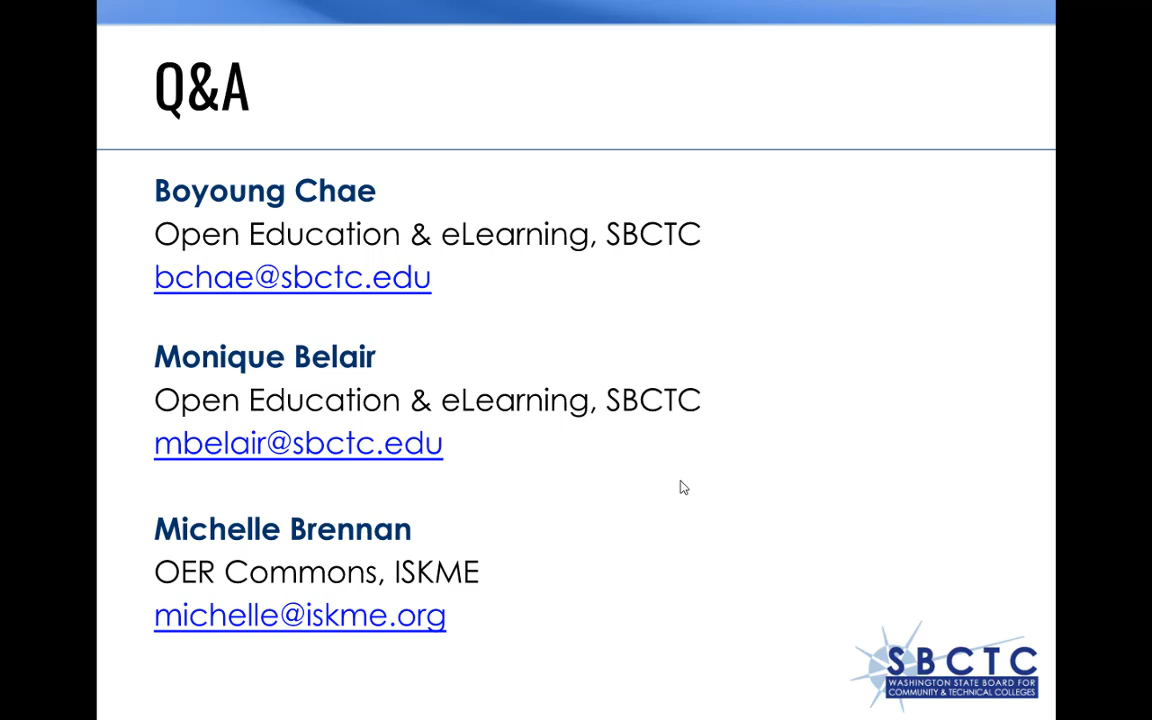 Q&A
Boyoung Chae
Open Education & eLearning, SBCTC
bchae@sbctc.edu
Monique Belair
Open Education & eLearning, SBCTC
mbelair@sbctc.edu
Michelle Brennan
OER Commons, ISKME
michelle@iskme.org
SBCTC
WASHINGTON STATE BOARD FOR
COMMUNITY & TECHNICAL COLLEGES